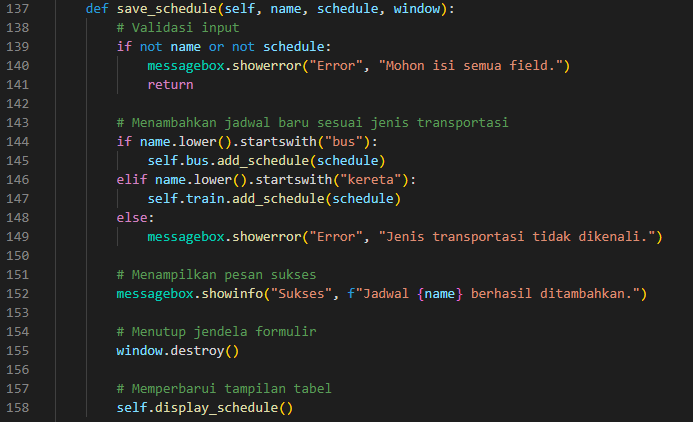 137 def save_schedule(self, name, schedule, window):
138 # Validasi input
139 if not name or not schedule:
140 messagebox.showerror("Error", "Mohon isi semua field.")
141 return
142
143 # Menambahkan jadwal baru sesuai jenis transportasi
144 if name.lower().startswith("bus"):
145 self.bus.add_schedule(schedule)
146 elif name.lower().startswith("kereta"):
147 self.train.add_schedule(schedule)
148 else:
149 messagebox.showerror("Error", "Jenis transportasi tidak dikenali.")
150
151 # Menampilkan pesan sukses
152 messagebox.showinfo("Sukses", f"Jadwal {name} berhasil ditambahkan.")
153
154 # Menutup jendela formulir
155 window.destroy()
156
157 # Memperbarui tampilan tabel
158 self.display_schedule()